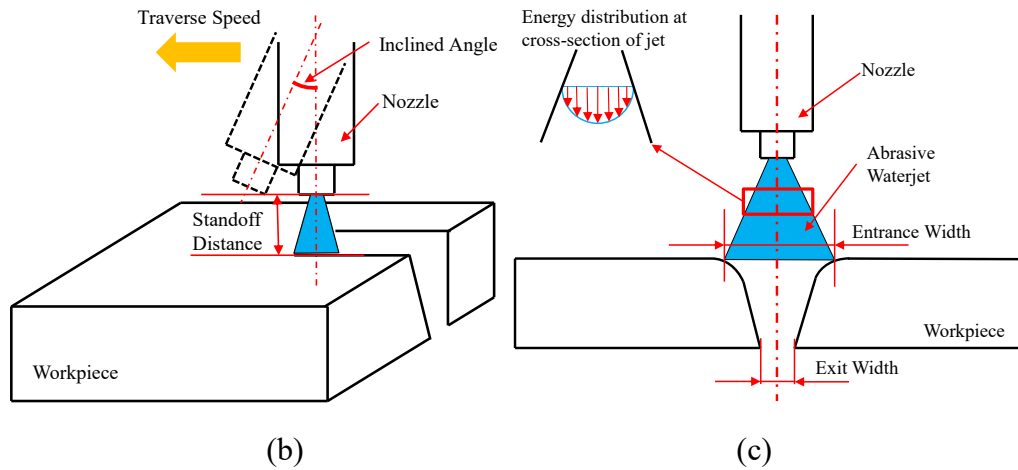 Traverse Speed
Inclined Angle
Nozzle
Standoff
Distance
Workpiece
(b)
Energy distribution at
cross-section of jet
Nozzle
Abrasive
Waterjet
Entrance Width
Workpiece
Exit Width
(c)